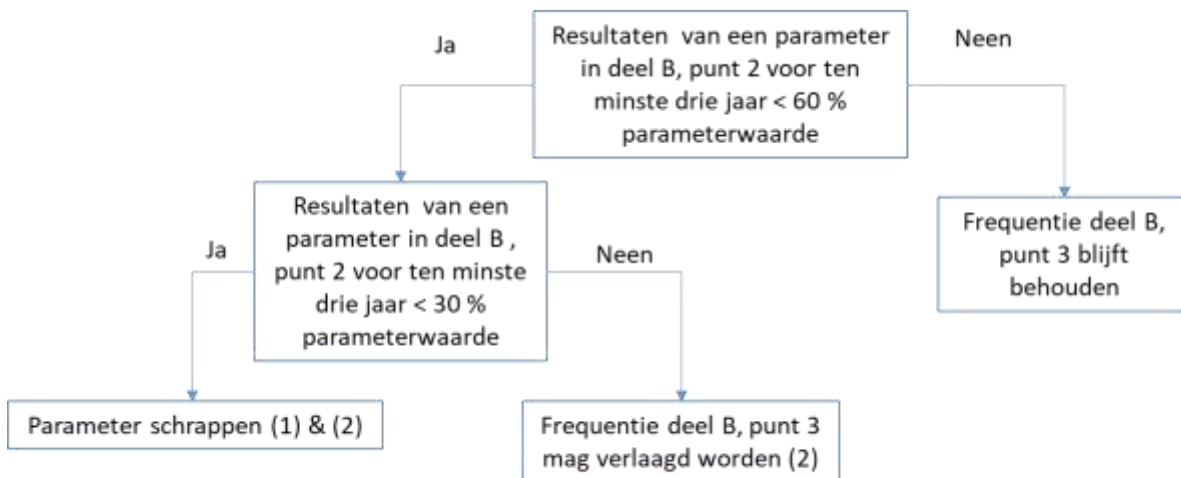 Ja
Resultaten van een parameter
in deel B, punt 2 voor ten
minste drie jaar < 60 %
parameterwaarde
Neen
Ja
Resultaten van een
parameter in deel B ,
punt 2 voor ten minste
drie jaar < 30 %
parameterwaarde
Neen
Frequentie deel B,
punt 3 blijft
behouden
Parameter schrappen (1) & (2)
Frequentie deel B, punt 3
mag verlaagd worden (2)